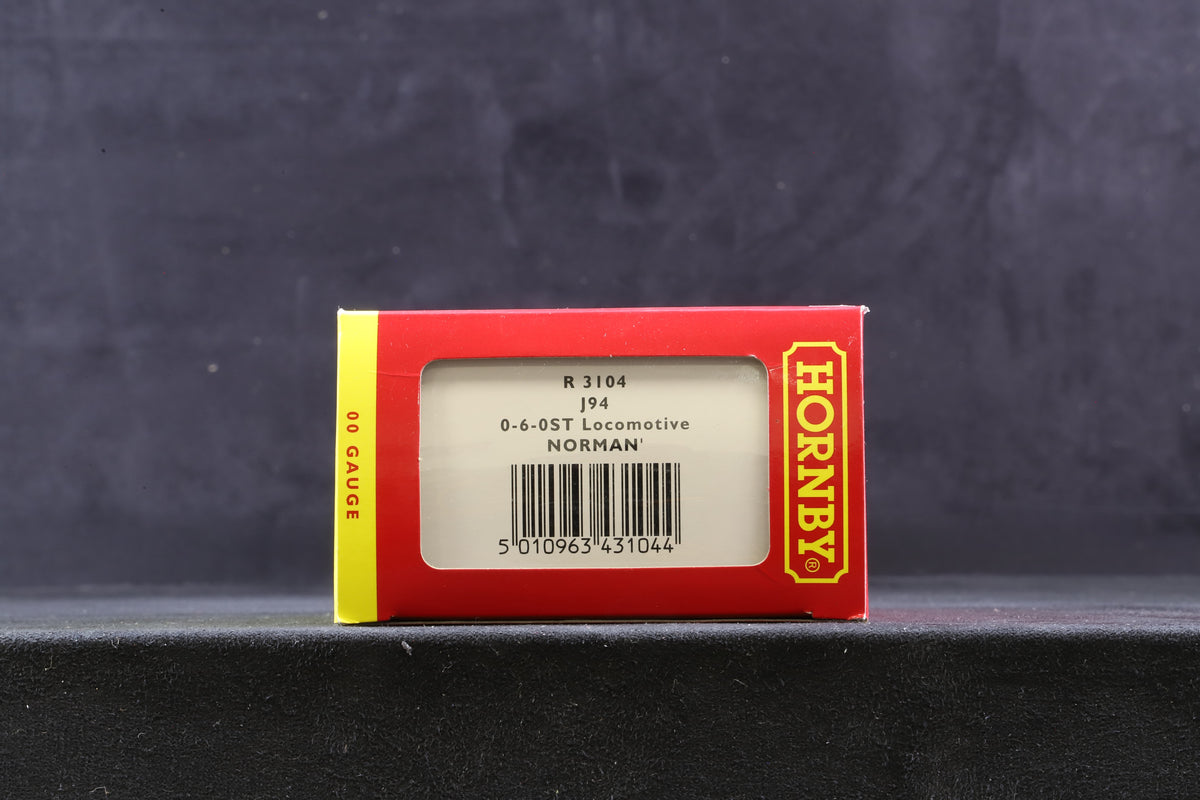 00 GAUGE
R 3104
J94
0-6-0ST Locomotive
NORMAN'
5 010963 431044
HORNBY®